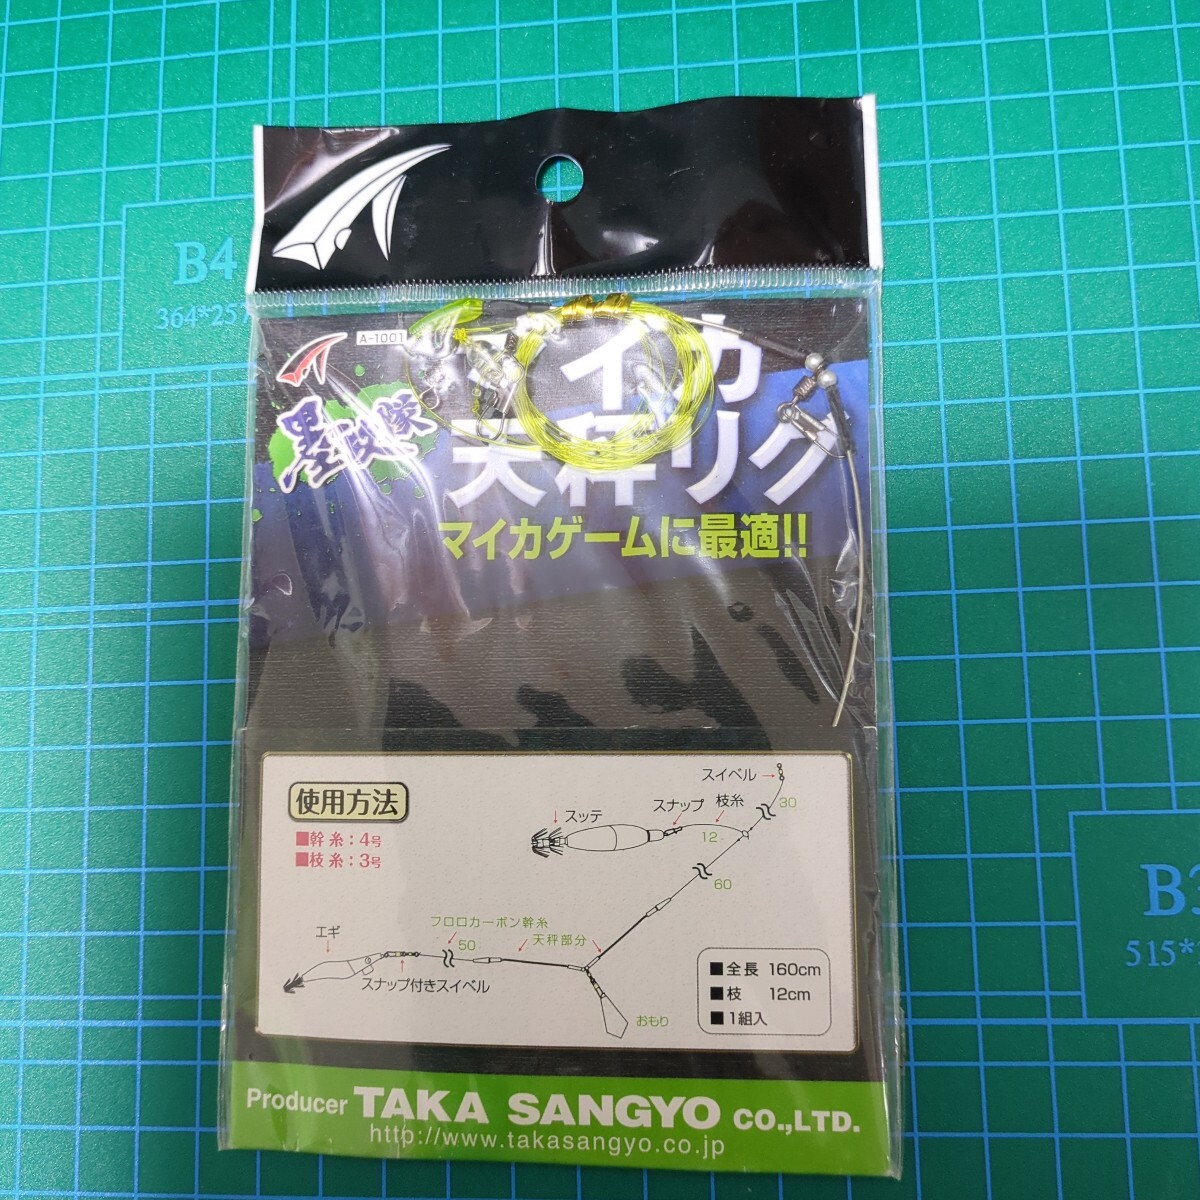 B4
364*25
A-1001
マイカ
天秤リグ
マイカゲームに最適!!
使用方法
■幹糸:4号
■枝糸:3号
スイベル
30
スナップ
枝糸
スッテ
12
60
フロロカーボン幹糸
エギ
50
天秤部分
スナップ付きスイベル
おもり
■全長 160cm
■枝 12cm
■1組入
B3
515*
Producer TAKA SANGYO CO.,LTD.
http://www.takasangyo.co.jp